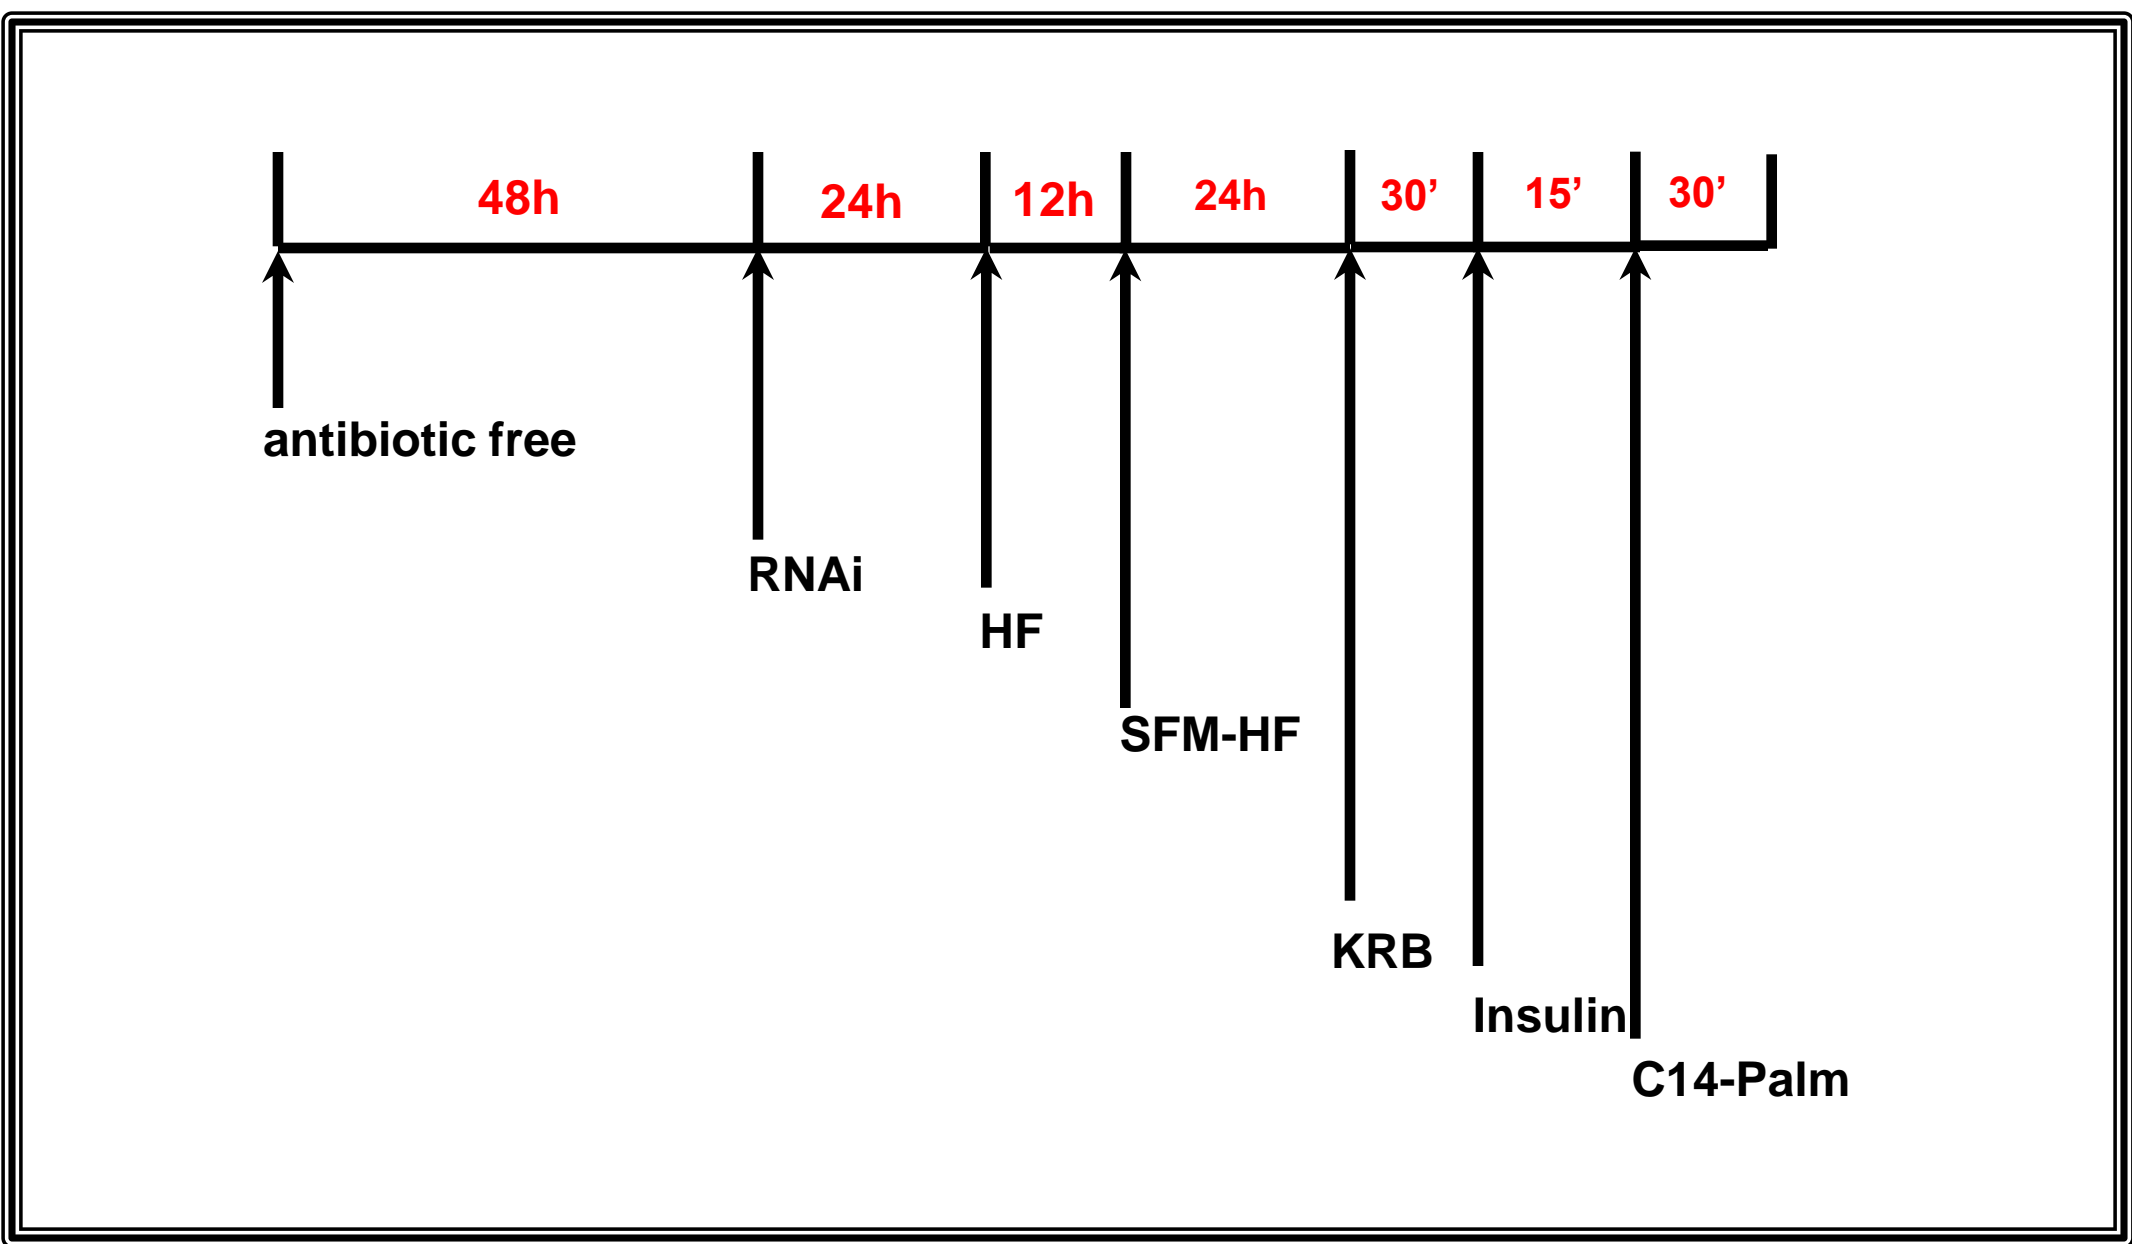 48h
24h
12h
24h
30’
15’
30’
antibiotic free
RNAi
HF
SFM-HF
KRB
Insulin
C14-Palm